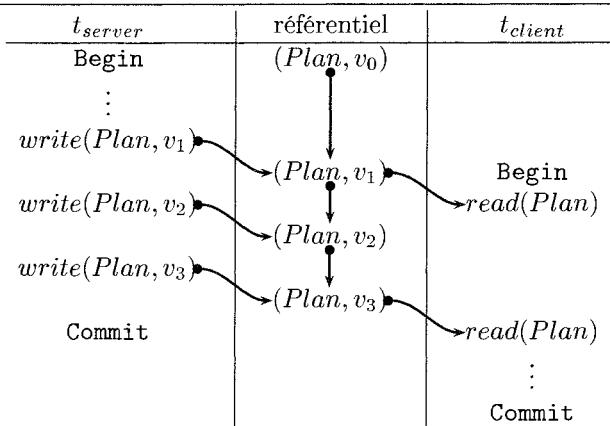 t_server référentiel t_client
Begin (Plan, v_0)
⋮
write(Plan, v_1)
(Plan, v_1) Begin
write(Plan, v_2) read(Plan)
(Plan, v_2)
write(Plan, v_3)
(Plan, v_3)
Commit read(Plan)
⋮
Commit